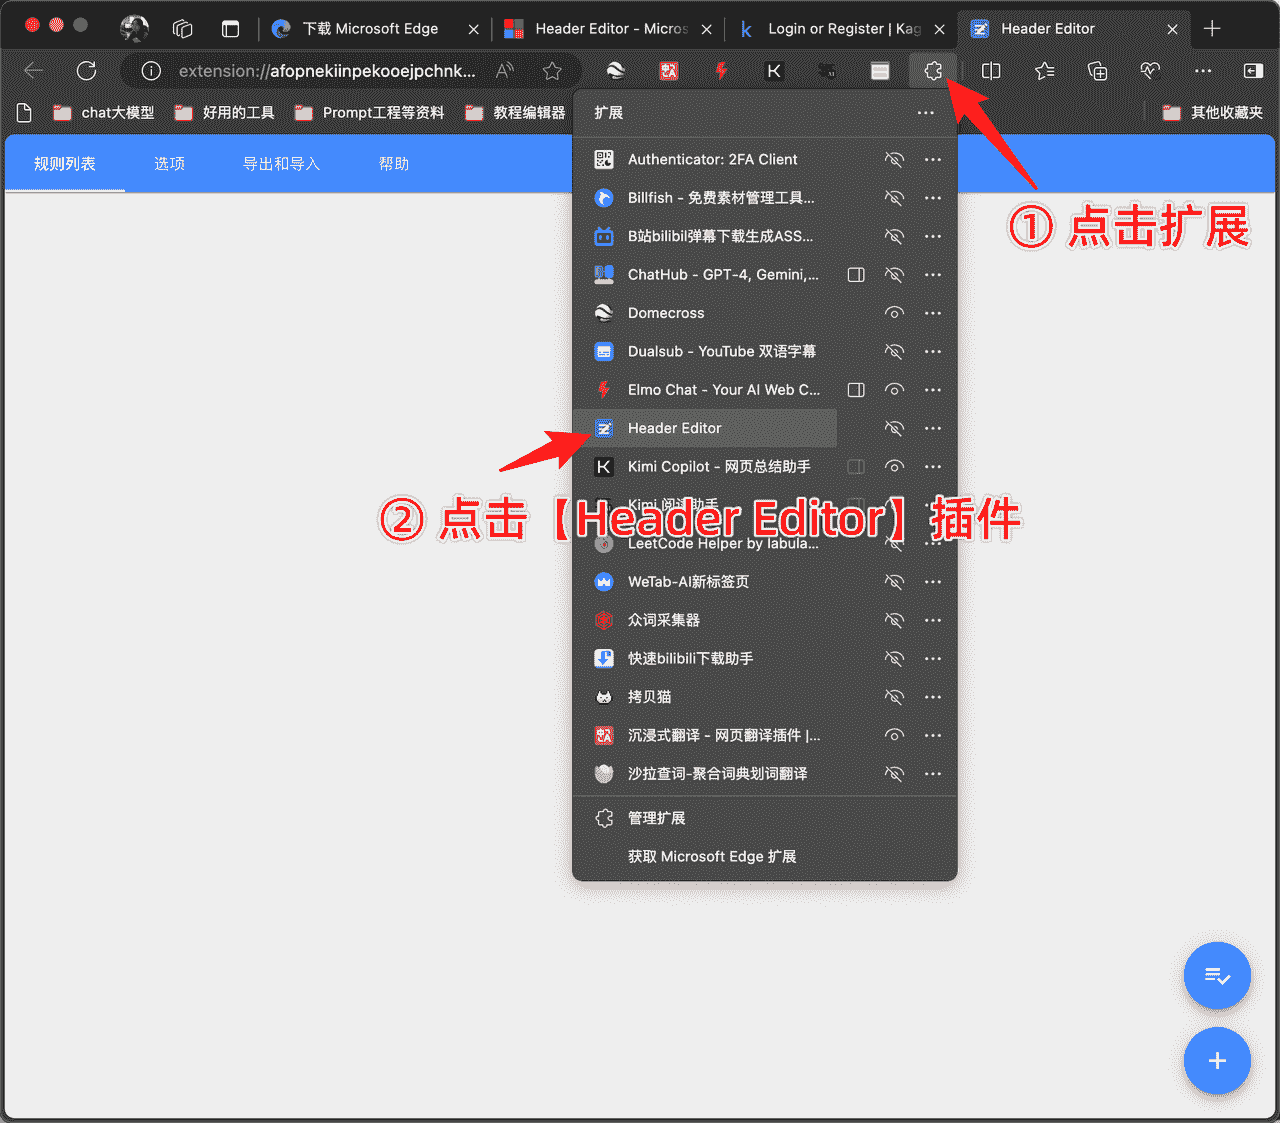 下载 Microsoft Edge
Header Editor - Micros
Login or Register | Kag
Header Editor
extension://afopnekiinpekooejpchnk...
chat大模型
好用的工具
Prompt工程等资料
教程编辑器
其他收藏夹
扩展
规则列表
选项
导出和导入
帮助
Authenticator: 2FA Client
Billfish - 免费素材管理工具...
B站bilibil弹幕下载生成ASS...
ChatHub - GPT-4, Gemini,...
Domecross
Dualsub - YouTube 双语字幕
Elmo Chat - Your AI Web C...
Header Editor
Kimi Copilot - 网页总结助手
Kimi 阅读助手
LeetCode Helper by labula...
WeTab-AI新标签页
众词采集器
快速bilibili下载助手
拷贝猫
沉浸式翻译 - 网页翻译插件 |...
沙拉查词-聚合词典划词翻译
管理扩展
获取 Microsoft Edge 扩展
① 点击扩展
② 点击【Header Editor】插件